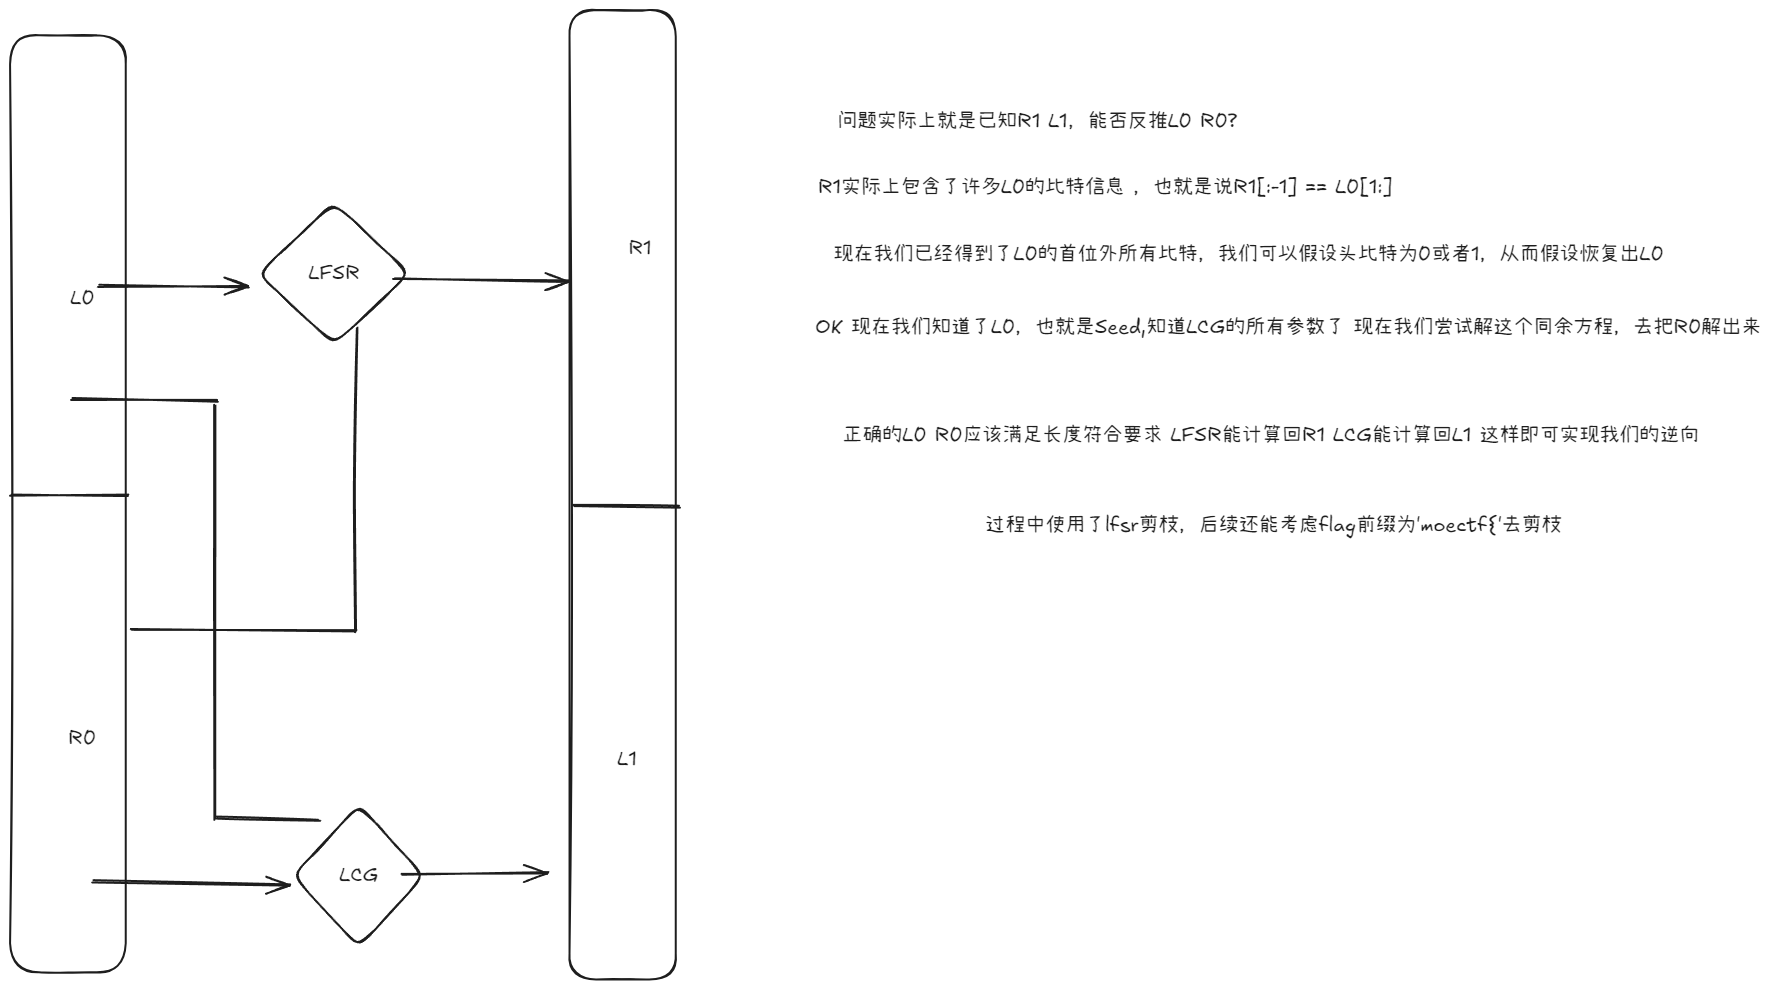 问题实际上就是已知R1 L1，能否反推L0 R0?
R1实际上包含了许多L0的比特信息 ，也就是说R1[:-1] == L0[1:]
R1
现在我们已经得到了L0的首位外所有比特，我们可以假设头比特为0或者1，从而假设恢复出L0
LFSR
L0
OK 现在我们知道了L0，也就是Seed,知道LCG的所有参数了 现在我们尝试解这个同余方程，去把R0解出来
正确的L0 R0应该满足长度符合要求 LFSR能计算回R1 LCG能计算回L1 这样即可实现我们的逆向
过程中使用了lfsr剪枝，后续还能考虑flag前缀为'moectf{'去剪枝
R0
L1
LCG